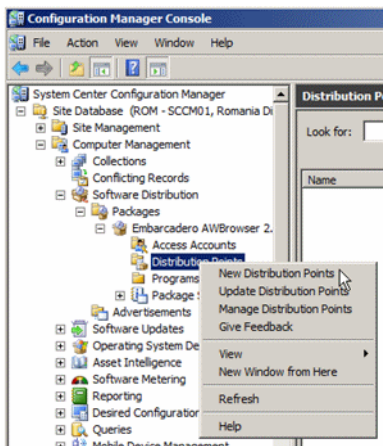 Configuration Manager Console
File Action View Window Help
System Center Configuration Manager
Site Database (ROM - SCCM01, Romania Di
Site Management
Computer Management
Collections
Conflicting Records
Software Distribution
Packages
Embarcadero AWBrowser 2.
Access Accounts
Distribution Points
Programs
Package S
Advertisements
Software Updates
Operating System De
Asset Intelligence
Software Metering
Reporting
Desired Configuration
Queries
Mobile Device Management
Distribution P
Look for:
Name
New Distribution Points
Update Distribution Points
Manage Distribution Points
Give Feedback
View
New Window from Here
Refresh
Help